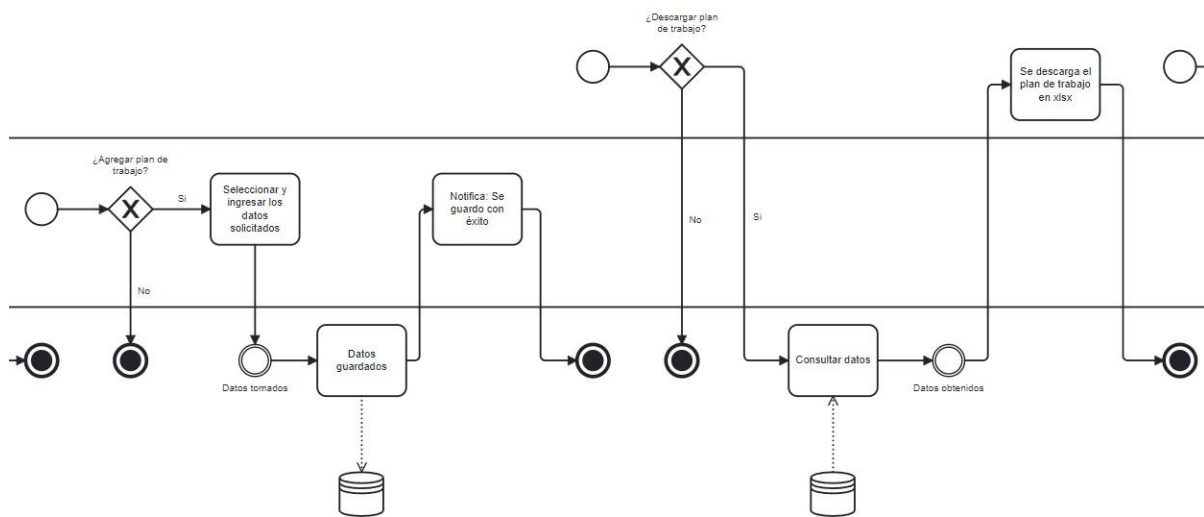 ¿Descargar plan
de trabajo?
Se descarga el
plan de trabajo
en xlsx
¿Agregar plan de
trabajo?
Si
Seleccionar y
ingresar los
datos
solicitados
Notifica: Se
guardo con
éxito
No
Si
No
Datos tomados
Datos
guardados
Consultar datos
Datos obtenidos